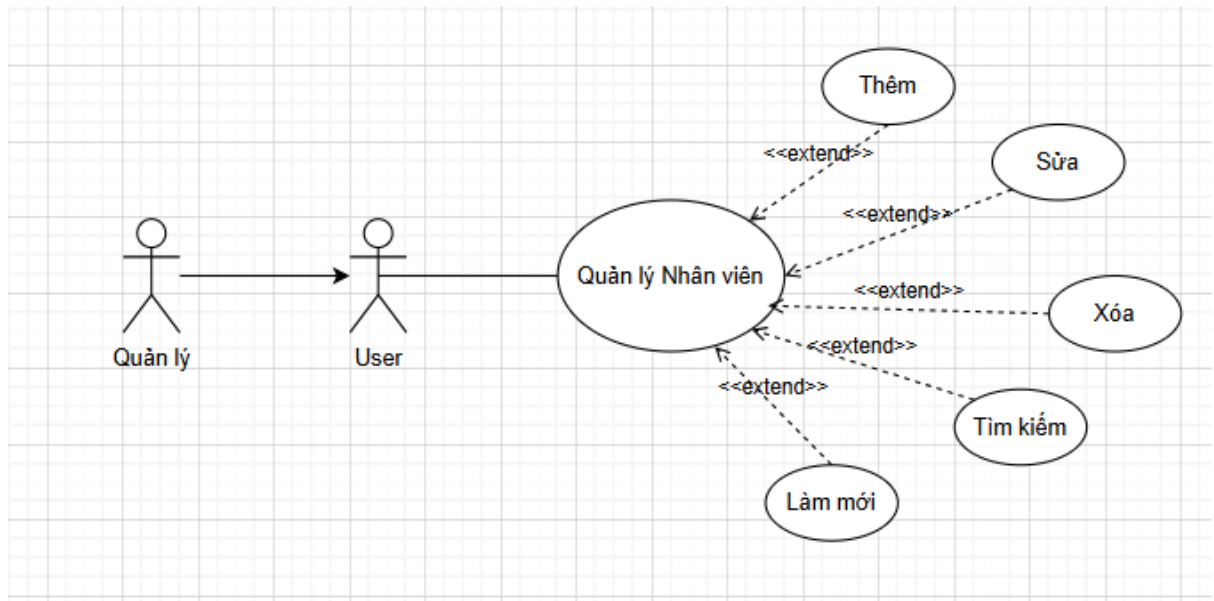 Thêm
<<extend>>
Sửa
<<extend>>
Quản lý Nhân viên
<<extend>>
Xóa
Quản lý
User
<<extend>>
<<extend>>
Tìm kiếm
Làm mới